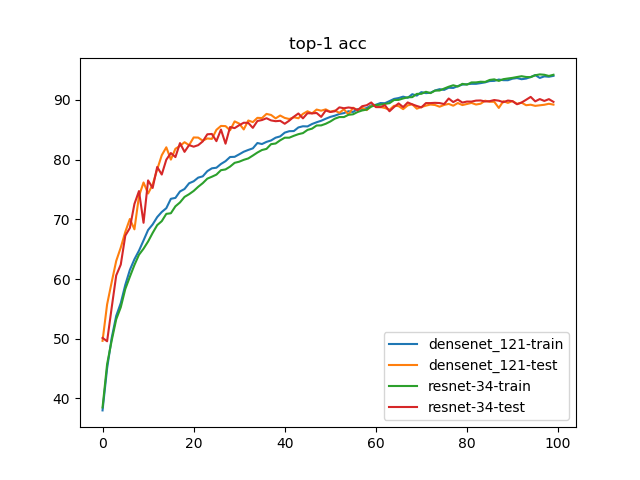 top-1 acc
90
80
70
60
50
40
0 20 40 60 80 100
densenet_121-train
densenet_121-test
resnet-34-train
resnet-34-test